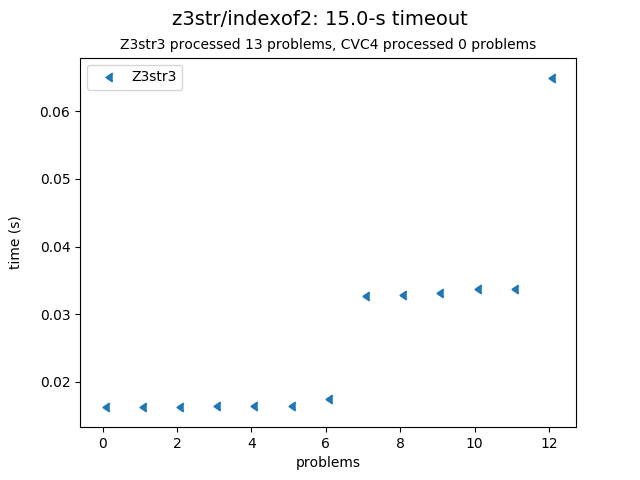 z3str/indexof2: 15.0-s timeout
Z3str3 processed 13 problems, CVC4 processed 0 problems
Z3str3
0.06
0.05
0.04
0.03
0.02
time (s)
0 2 4 6 8 10 12
problems